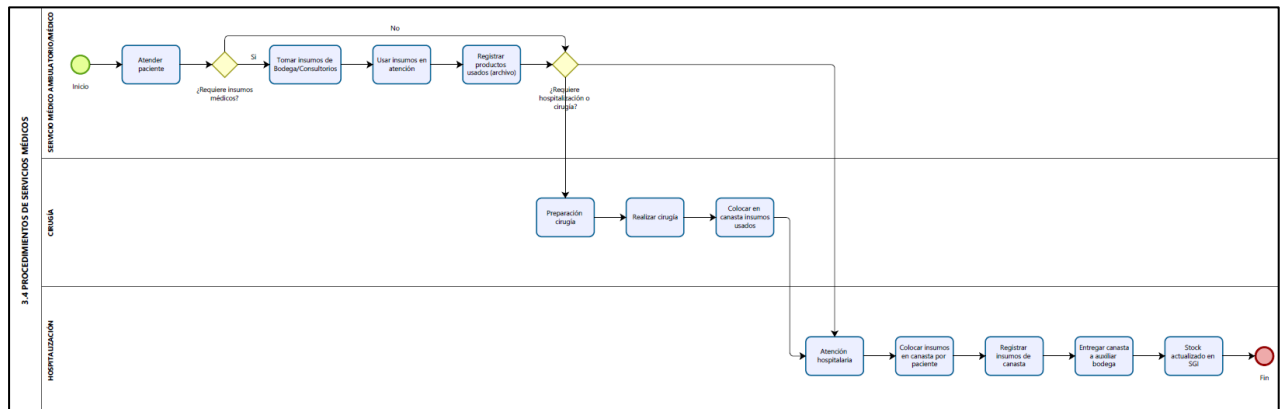 3.4 PROCEDIMIENTOS DE SERVICIOS MÉDICOS
SERVICIO MÉDICO AMBULATORIO/MÉDICO
Inicio
Atender
paciente
¿Requiere insumos
médicos?
No
Si
Tomar insumos de
Bodega/Consultorios
Usar insumos en
atención
Registrar
productos
usados (archivo)
¿Requiere
hospitalización o
cirugía?
CIRUGÍA
Preparación
cirugía
Realizar cirugía
Colocar en
canasta insumos
usados
HOSPITALIZACIÓN
Atención
hospitalaria
Colocar insumos
en canasta por
paciente
Registrar
insumos de
canasta
Entregar canasta
a auxiliar
bodega
Stock
actualizado en
SGI
Fin